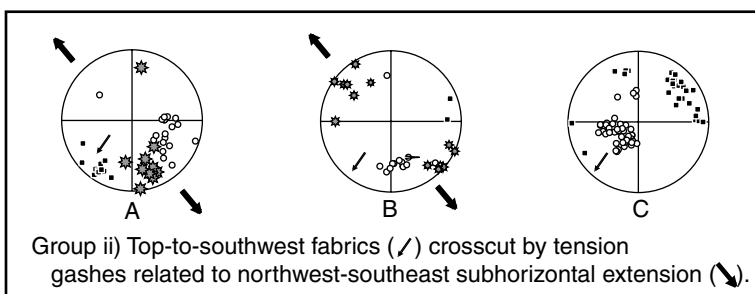 A B C
Group ii) Top-to-southwest fabrics (↙) crosscut by tension
gashes related to northwest-southeast subhorizontal extension (↘).